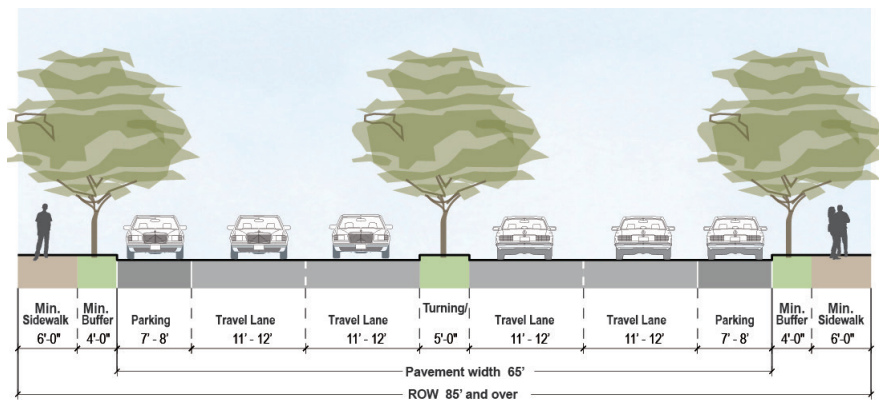 Min. Sidewalk 6'-0"
Min. Buffer 4'-0"
Parking 7' - 8'
Travel Lane 11' - 12'
Travel Lane 11' - 12'
Turning/ 5'-0"
Travel Lane 11' - 12'
Travel Lane 11' - 12'
Parking 7' - 8'
Min. Buffer 4'-0"
Min. Sidewalk 6'-0"
Pavement width 65'
ROW 85' and over